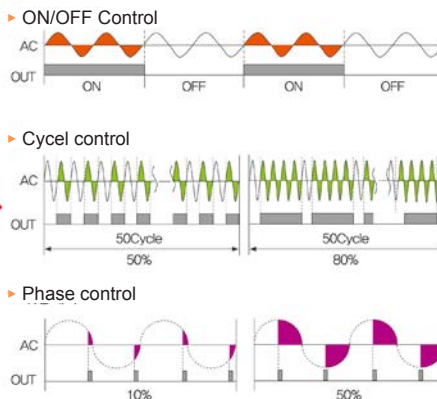 ▸ ON/OFF Control
AC
OUT
ON OFF ON OFF
▸ Cycel control
AC
OUT
50Cycle 50Cycle
50% 80%
▸ Phase control
AC
OUT
10% 50%